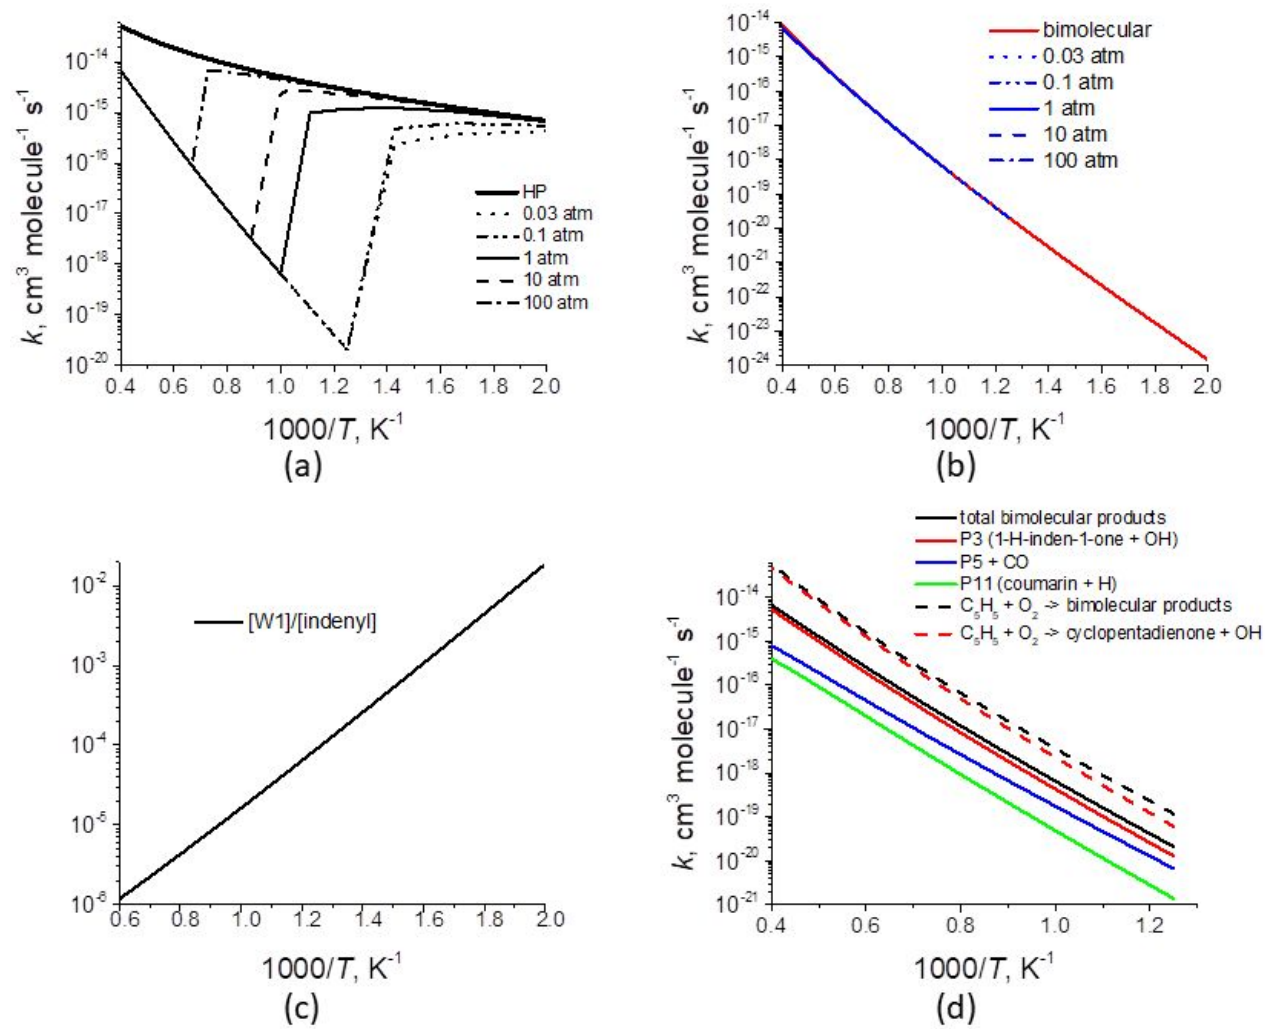 10⁻¹⁴
10⁻¹⁵
10⁻¹⁶
10⁻¹⁷
10⁻¹⁸
10⁻¹⁹
10⁻²⁰
k, cm³ molecule⁻¹ s⁻¹
HP
0.03 atm
0.1 atm
1 atm
10 atm
100 atm
0.4 0.6 0.8 1.0 1.2 1.4 1.6 1.8 2.0
1000/T, K⁻¹
(a)
10⁻¹⁴
10⁻¹⁵
10⁻¹⁶
10⁻¹⁷
10⁻¹⁸
10⁻¹⁹
10⁻²⁰
10⁻²¹
10⁻²²
10⁻²³
10⁻²⁴
k, cm³ molecule⁻¹ s⁻¹
bimolecular
0.03 atm
0.1 atm
1 atm
10 atm
100 atm
0.4 0.6 0.8 1.0 1.2 1.4 1.6 1.8 2.0
1000/T, K⁻¹
(b)
10⁻²
10⁻³
10⁻⁴
10⁻⁵
10⁻⁶
[W1]/[indenyl]
0.6 0.8 1.0 1.2 1.4 1.6 1.8 2.0
1000/T, K⁻¹
(c)
total bimolecular products
P3 (1-H-inden-1-one + OH)
P5 + CO
P11 (coumarin + H)
C₅H₅ + O₂ -> bimolecular products
C₅H₅ + O₂ -> cyclopentadienone + OH
10⁻¹⁴
10⁻¹⁵
10⁻¹⁶
10⁻¹⁷
10⁻¹⁸
10⁻¹⁹
10⁻²⁰
10⁻²¹
k, cm³ molecule⁻¹ s⁻¹
0.4 0.6 0.8 1.0 1.2
1000/T, K⁻¹
(d)